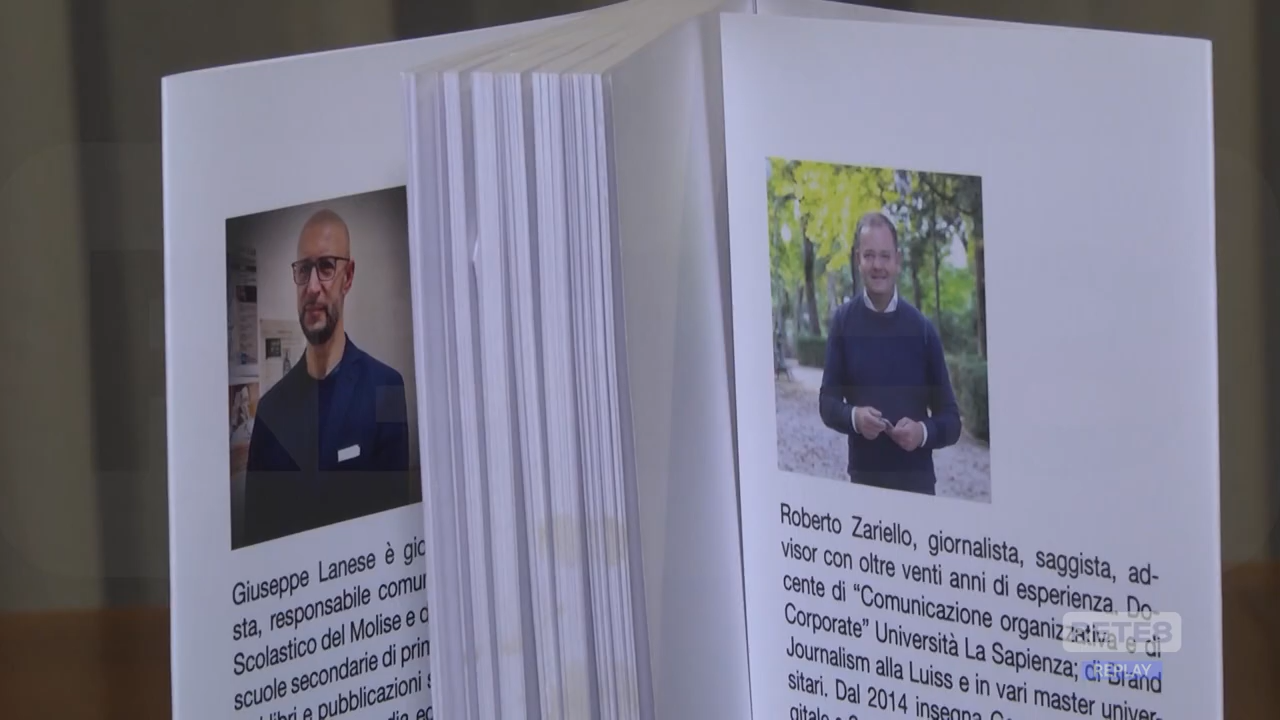 Giuseppe Lanese è gio
sta, responsabile comu
Scolastico del Molise e d
scuole secondarie di prim
libri e pubblicazioni s
Roberto Zariello, giornalista, saggista, ad-
visor con oltre venti anni di esperienza. Do-
cente di “Comunicazione organizzativa e di
Corporate” Università La Sapienza; di Brand
Journalism alla Luiss e in vari master univer-
sitari. Dal 2014 insegna
RETE8
REPLAY